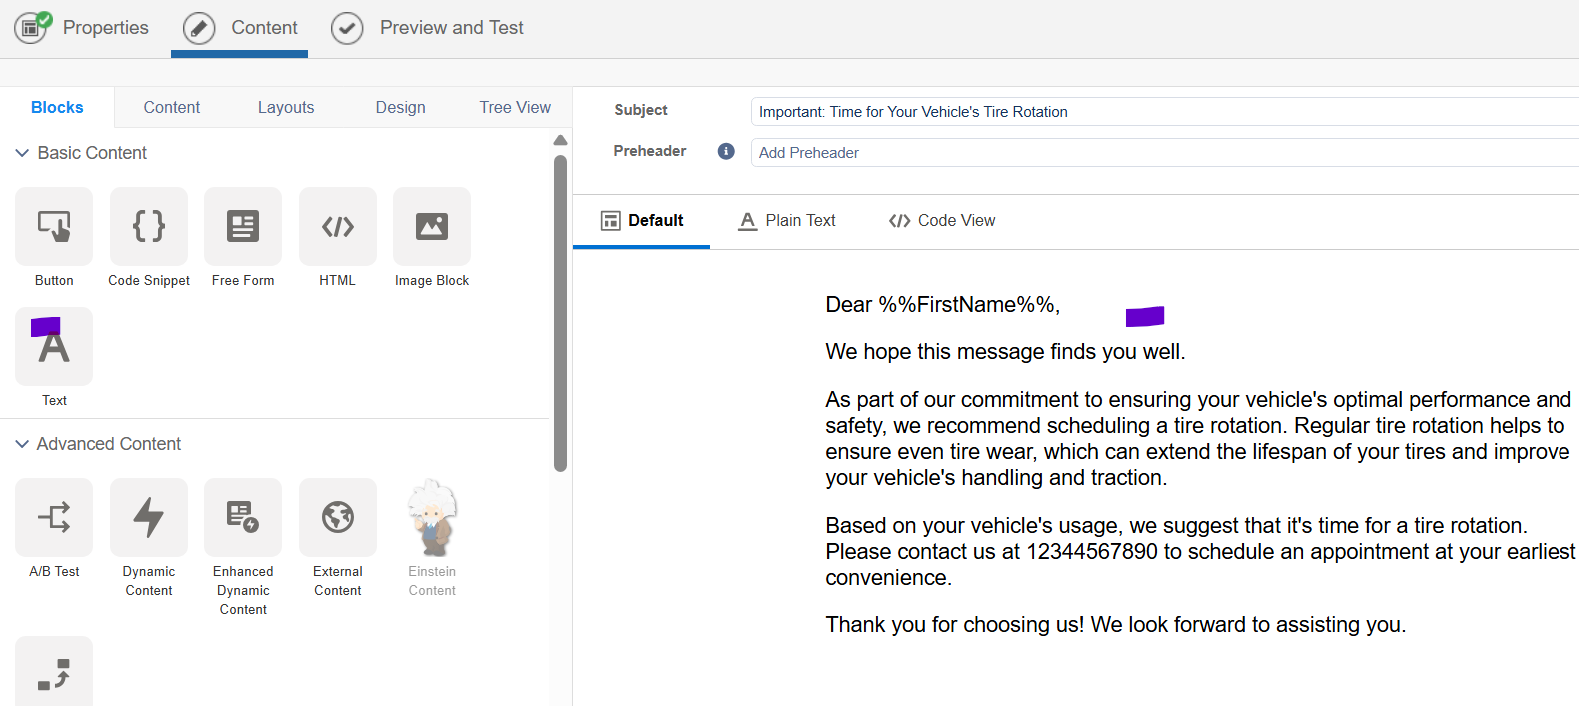 Properties
Content
Preview and Test
Blocks
Content
Layouts
Design
Tree View
Basic Content
Button
Code Snippet
Free Form
HTML
Image Block
Text
Advanced Content
A/B Test
Dynamic
Content
Enhanced
Dynamic
Content
External
Content
Einstein
Content
Subject
Important: Time for Your Vehicle's Tire Rotation
Preheader
Add Preheader
Default
Plain Text
Code View
Dear %%FirstName%%,
We hope this message finds you well.
As part of our commitment to ensuring your vehicle's optimal performance and
safety, we recommend scheduling a tire rotation. Regular tire rotation helps to
ensure even tire wear, which can extend the lifespan of your tires and improve
your vehicle's handling and traction.
Based on your vehicle's usage, we suggest that it's time for a tire rotation.
Please contact us at 12344567890 to schedule an appointment at your earliest
convenience.
Thank you for choosing us! We look forward to assisting you.